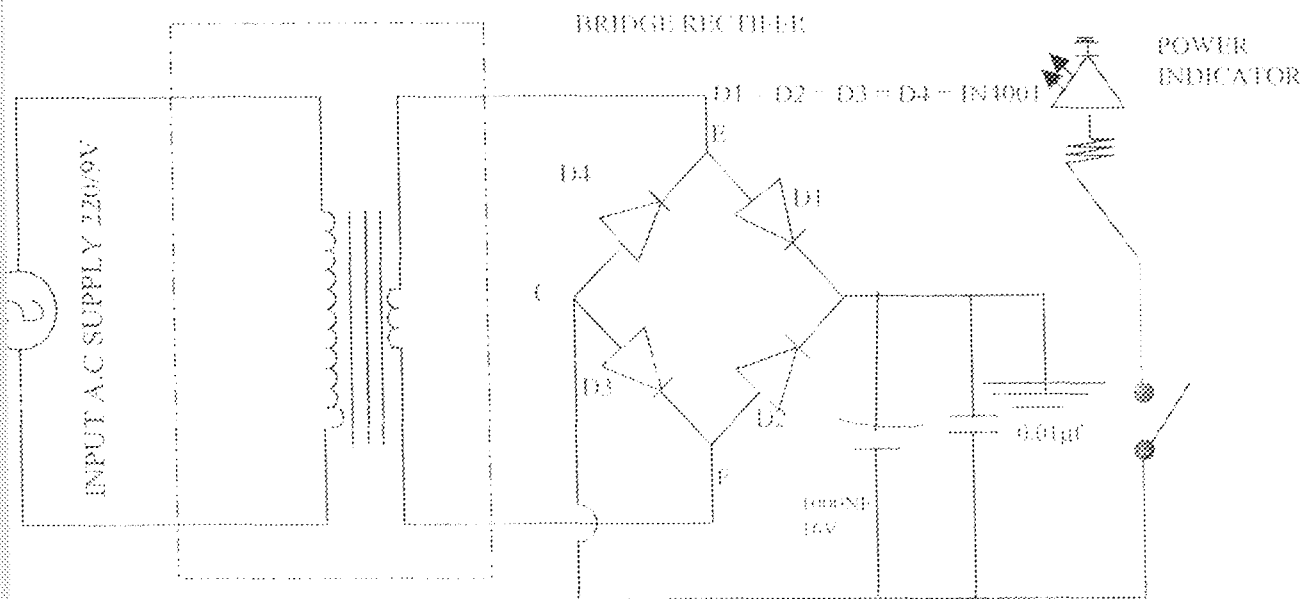 BRIDGE RECTIFER
POWER
INDICATOR
D1 = D2 = D3 = D4 = IN4001
E
D4
D1
INPUT A.C SUPPLY 220/9V
C
D3
D2
0.01µf
F
16V